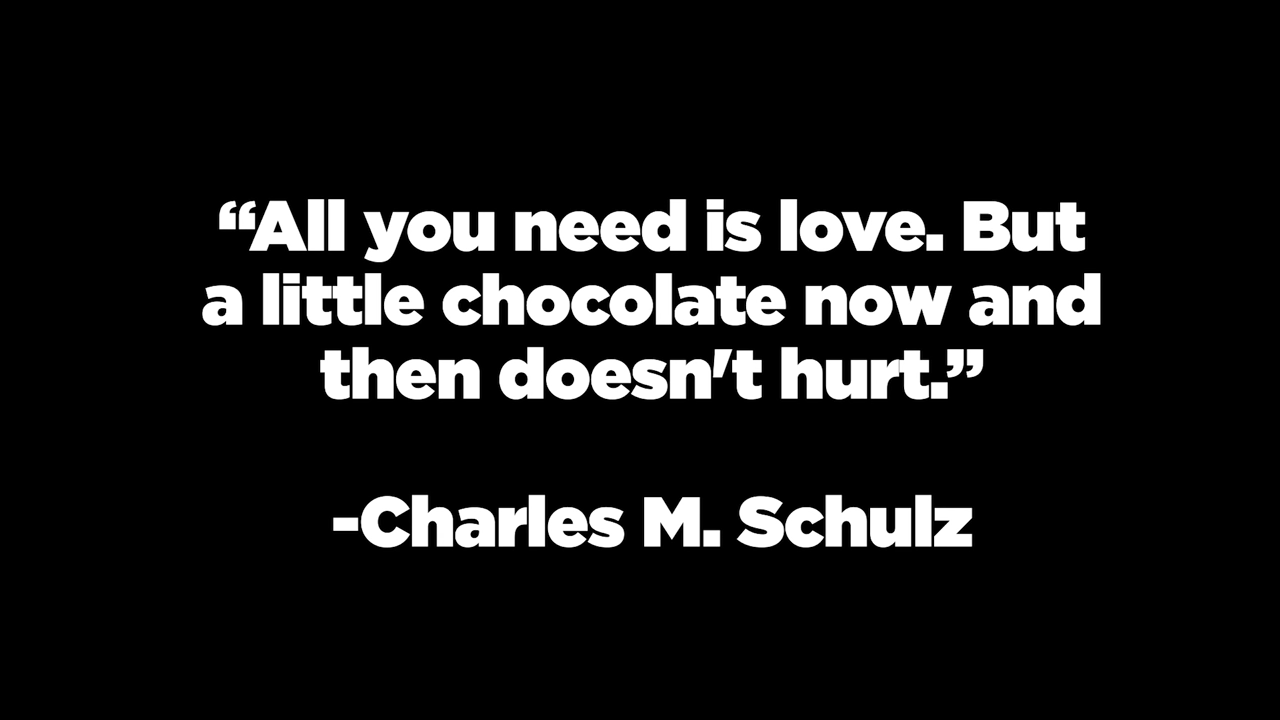 “All you need is love. But
a little chocolate now and
then doesn't hurt.”
-Charles M. Schulz